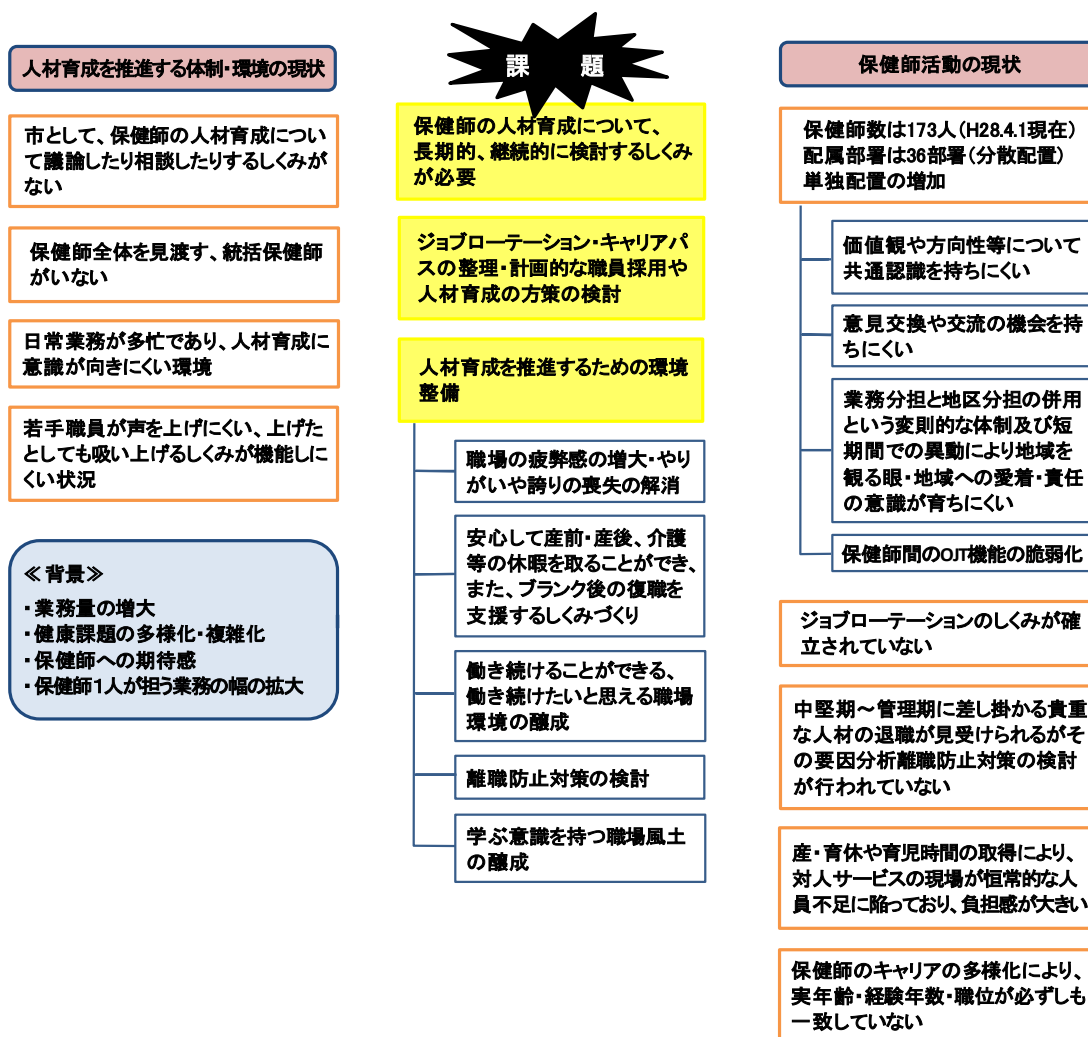 人材育成を推進する体制・環境の現状
市として、保健師の人材育成につい
て議論したり相談したりするしくみが
ない
保健師全体を見渡す、統括保健師
がいない
日常業務が多忙であり、人材育成に
意識が向きにくい環境
若手職員が声を上げにくい、上げた
としても吸い上げるしくみが機能しに
くい状況
≪背景≫
・業務量の増大
・健康課題の多様化・複雑化
・保健師への期待感
・保健師1人が担う業務の幅の拡大
課 題
保健師の人材育成について、
長期的、継続的に検討するしくみ
が必要
ジョブローテーション・キャリアパ
スの整理・計画的な職員採用や
人材育成の方策の検討
人材育成を推進するための環境
整備
職場の疲弊感の増大・やり
がいや誇りの喪失の解消
安心して産前・産後、介護
等の休暇を取ることができ、
また、ブランク後の復職を
支援するしくみづくり
働き続けることができる、
働き続けたいと思える職場
環境の醸成
離職防止対策の検討
学ぶ意識を持つ職場風土
の醸成
保健師活動の現状
保健師数は173人(H28.4.1現在)
配属部署は36部署(分散配置)
単独配置の増加
価値観や方向性等について
共通認識を持ちにくい
意見交換や交流の機会を持
ちにくい
業務分担と地区分担の併用
という変則的な体制及び短
期間での異動により地域を
観る眼・地域への愛着・責任
の意識が育ちにくい
保健師間のOJT機能の脆弱化
ジョブローテーションのしくみが確
立されていない
中堅期~管理期に差し掛かる貴重
な人材の退職が見受けられるがそ
の要因分析離職防止対策の検討
が行われていない
産・育休や育児時間の取得により、
対人サービスの現場が恒常的な人
員不足に陥っており、負担感が大きい
保健師のキャリアの多様化により、
実年齢・経験年数・職位が必ずしも
一致していない